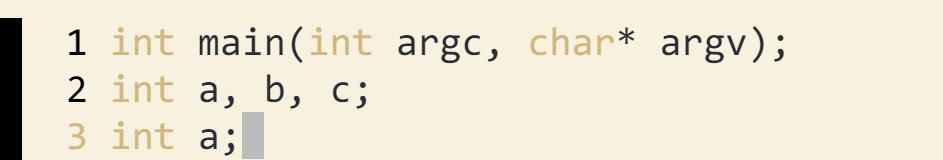 1 int main(int argc, char* argv);
2 int a, b, c;
3 int a;